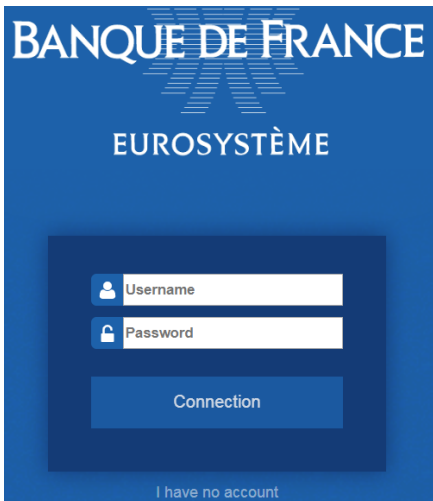 BANQUE DE FRANCE
EUROSYSTÈME
Username
Password
Connection
I have no account